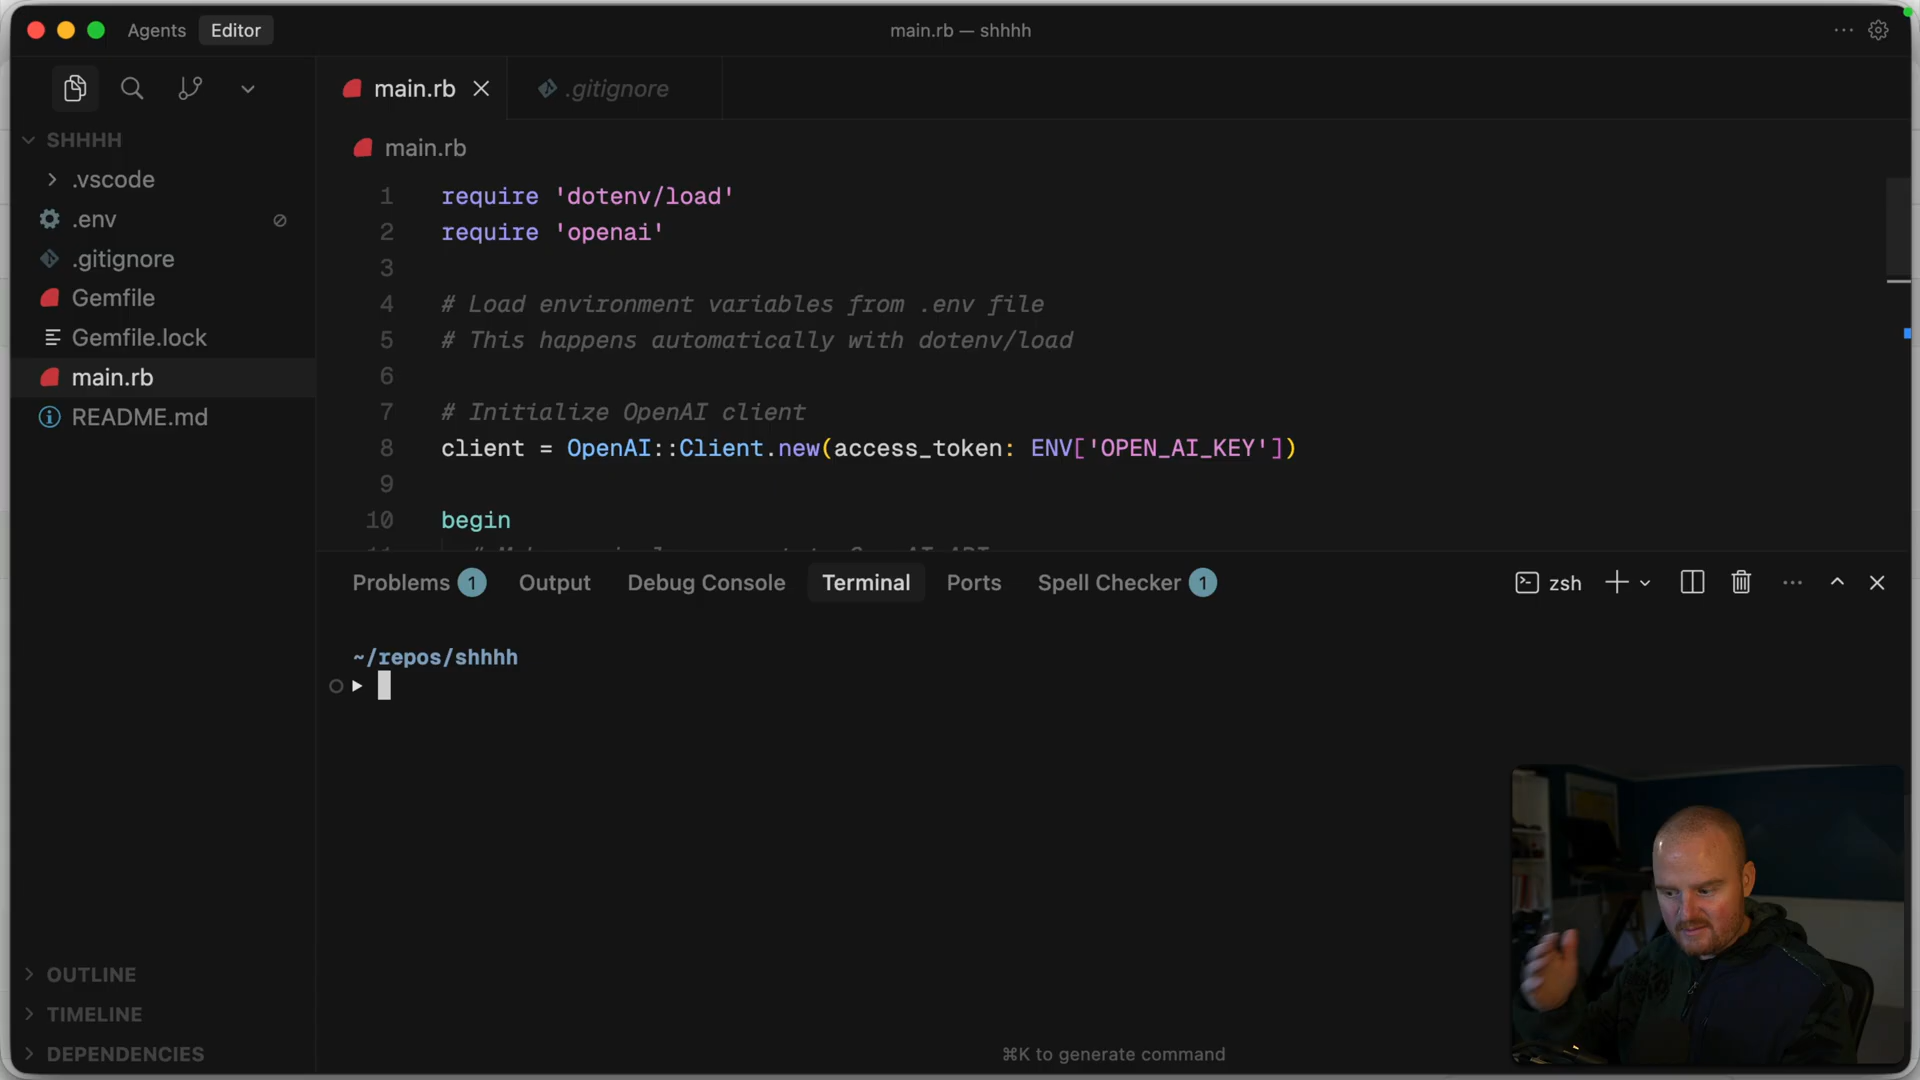 Agents
Editor
main.rb — shhhh
main.rb
.gitignore
SHHHH
.vscode
.env
.gitignore
Gemfile
Gemfile.lock
main.rb
README.md
OUTLINE
TIMELINE
DEPENDENCIES
main.rb
1 require 'dotenv/load'
2 require 'openai'
3
4 # Load environment variables from .env file
5 # This happens automatically with dotenv/load
6
7 # Initialize OpenAI client
8 client = OpenAI::Client.new(access_token: ENV['OPEN_AI_KEY'])
9
10 begin
Problems 1
Output
Debug Console
Terminal
Ports
Spell Checker 1
zsh
~/repos/shhhh
⌘K to generate command